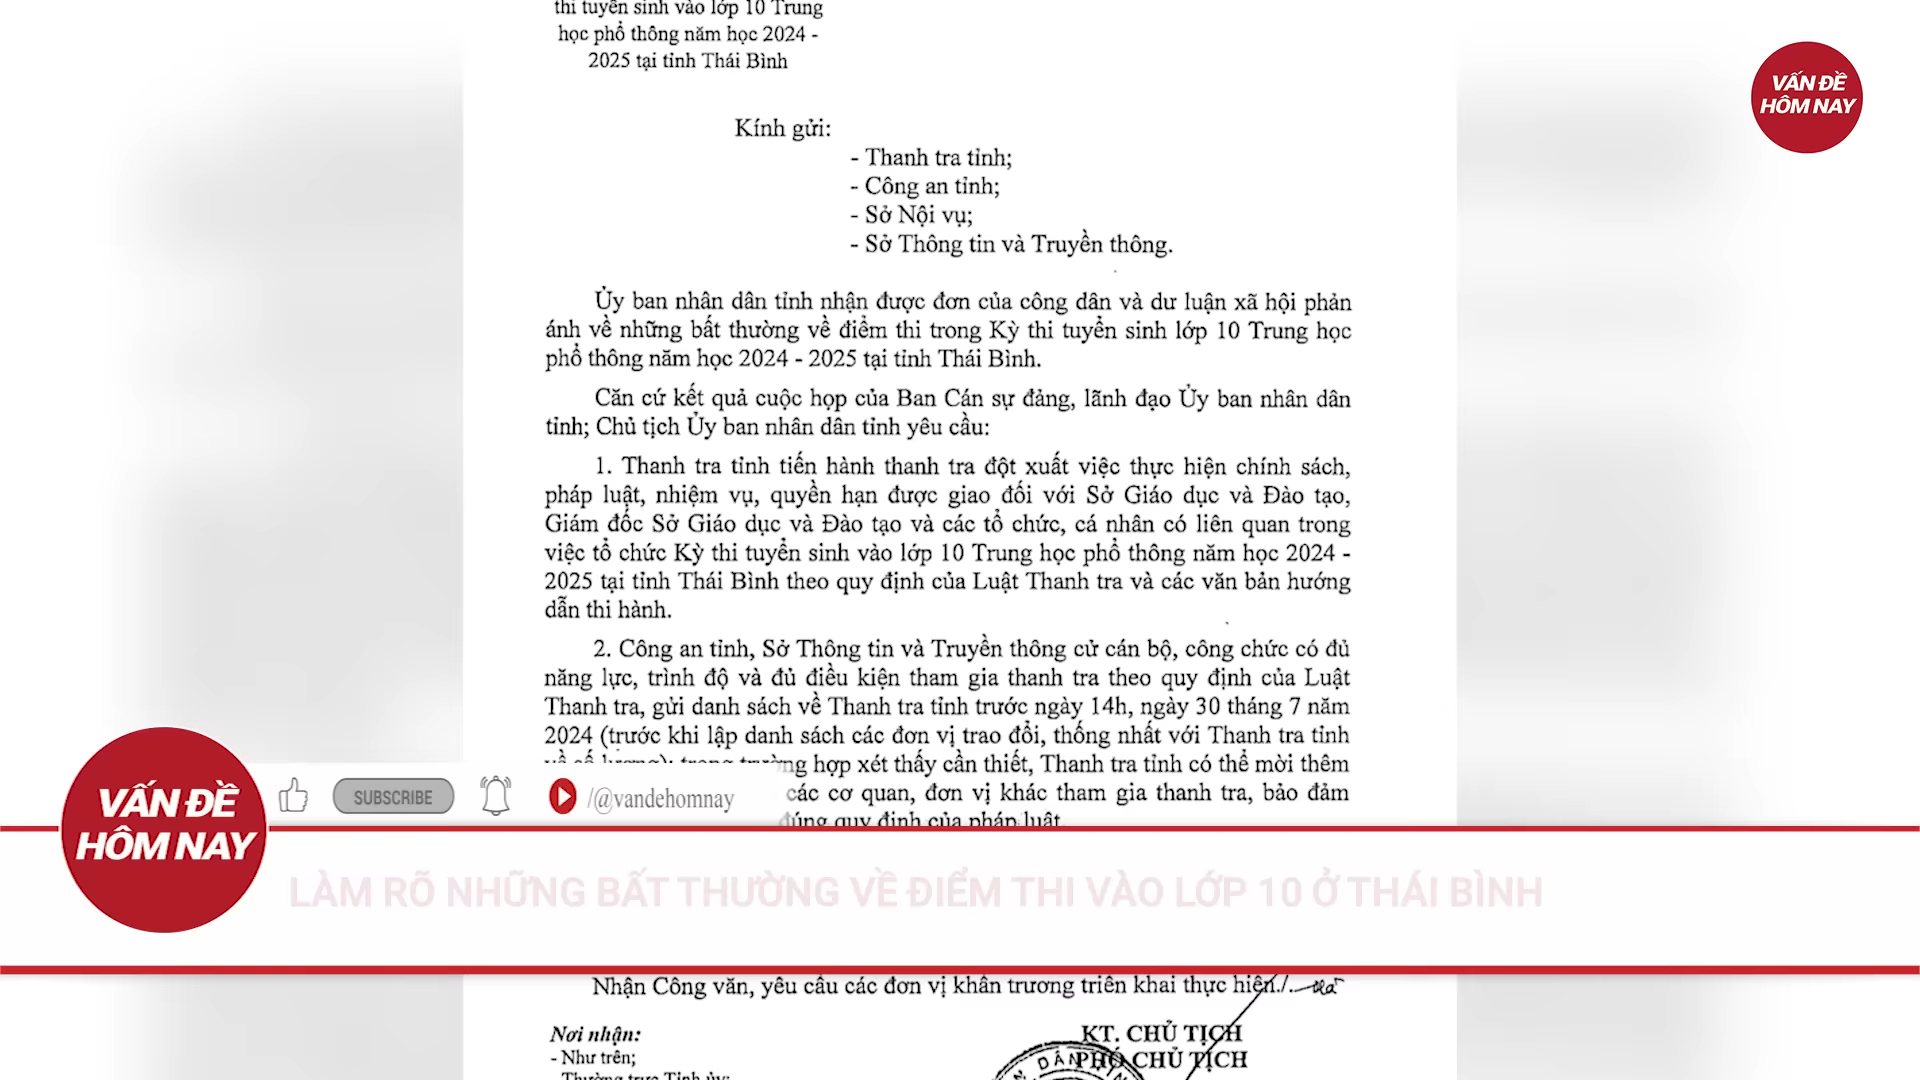 thi tuyển sinh vào lớp 10 Trung
học phổ thông năm học 2024 -
2025 tại tỉnh Thái Bình
VẤN ĐỀ
HÔM NAY
Kính gửi:
- Thanh tra tỉnh;
- Công an tỉnh;
- Sở Nội vụ;
- Sở Thông tin và Truyền thông.
Ủy ban nhân dân tỉnh nhận được đơn của công dân và dư luận xã hội phản
ánh về những bất thường về điểm thi trong Kỳ thi tuyển sinh lớp 10 Trung học
phổ thông năm học 2024 - 2025 tại tỉnh Thái Bình.
Căn cứ kết quả cuộc họp của Ban Cán sự đảng, lãnh đạo Ủy ban nhân dân
tỉnh; Chủ tịch Ủy ban nhân dân tỉnh yêu cầu:
1. Thanh tra tỉnh tiến hành thanh tra đột xuất việc thực hiện chính sách,
pháp luật, nhiệm vụ, quyền hạn được giao đối với Sở Giáo dục và Đào tạo,
Giám đốc Sở Giáo dục và Đào tạo và các tổ chức, cá nhân có liên quan trong
việc tổ chức Kỳ thi tuyển sinh vào lớp 10 Trung học phổ thông năm học 2024 -
2025 tại tỉnh Thái Bình theo quy định của Luật Thanh tra và các văn bản hướng
dẫn thi hành.
2. Công an tỉnh, Sở Thông tin và Truyền thông cử cán bộ, công chức có đủ
năng lực, trình độ và đủ điều kiện tham gia thanh tra theo quy định của Luật
Thanh tra, gửi danh sách về Thanh tra tỉnh trước ngày 14h, ngày 30 tháng 7 năm
2024 (trước khi lập danh sách các đơn vị trao đổi, thống nhất với Thanh tra tỉnh
về số lượng); trong trường hợp xét thấy cần thiết, Thanh tra tỉnh có thể mời thêm
các cơ quan, đơn vị khác tham gia thanh tra, bảo đảm
đúng quy định của pháp luật.
SUBSCRIBE
/@vandehomnay
VẤN ĐỀ
HÔM NAY
LÀM RÕ NHỮNG BẤT THƯỜNG VỀ ĐIỂM THI VÀO LỚP 10 Ở THÁI BÌNH
Nhận Công văn, yêu cầu các đơn vị khẩn trương triển khai thực hiện./.
Nơi nhận:
- Như trên;
- Thường trực Tỉnh ủy;
KT. CHỦ TỊCH
PHÓ CHỦ TỊCH
DÂN